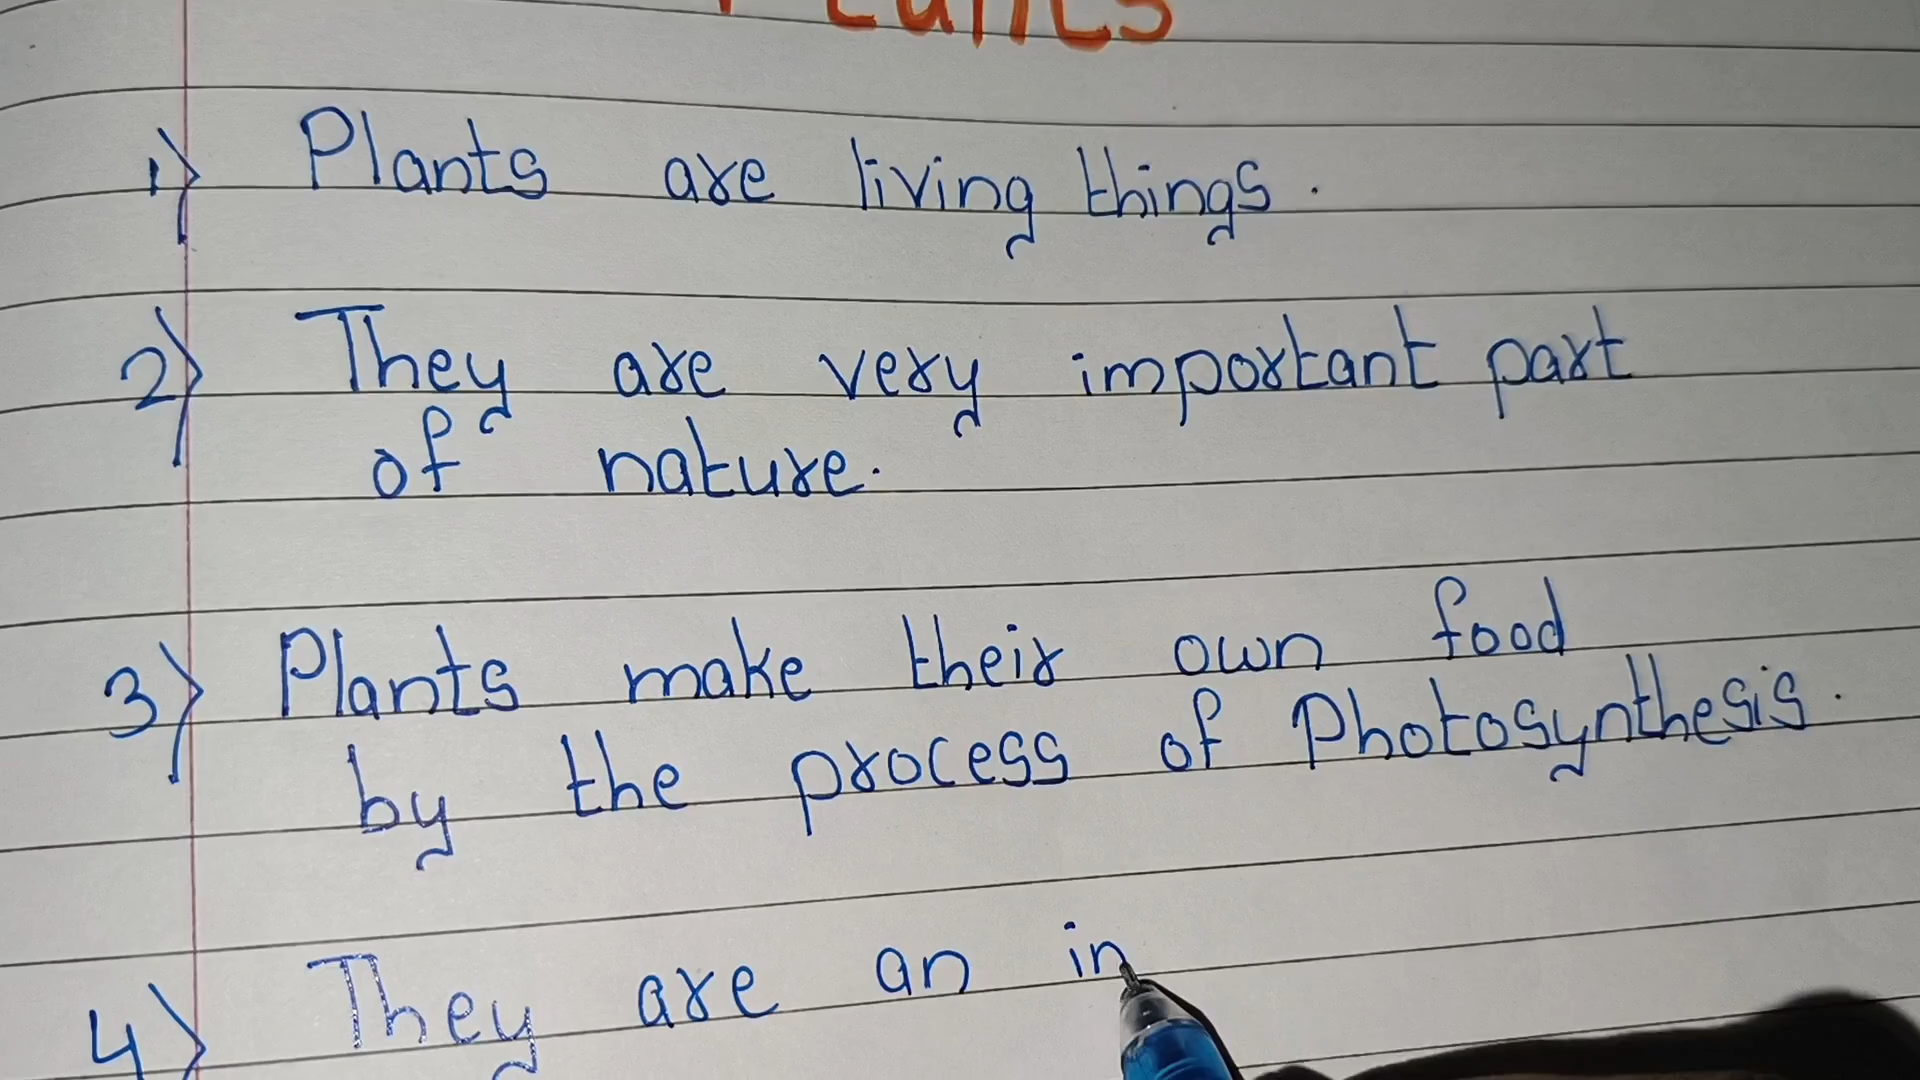 Plants
1) Plants are living things.
2) They are very important part
of nature.
3) Plants make their own food
by the process of Photosynthesis.
4) They are an in